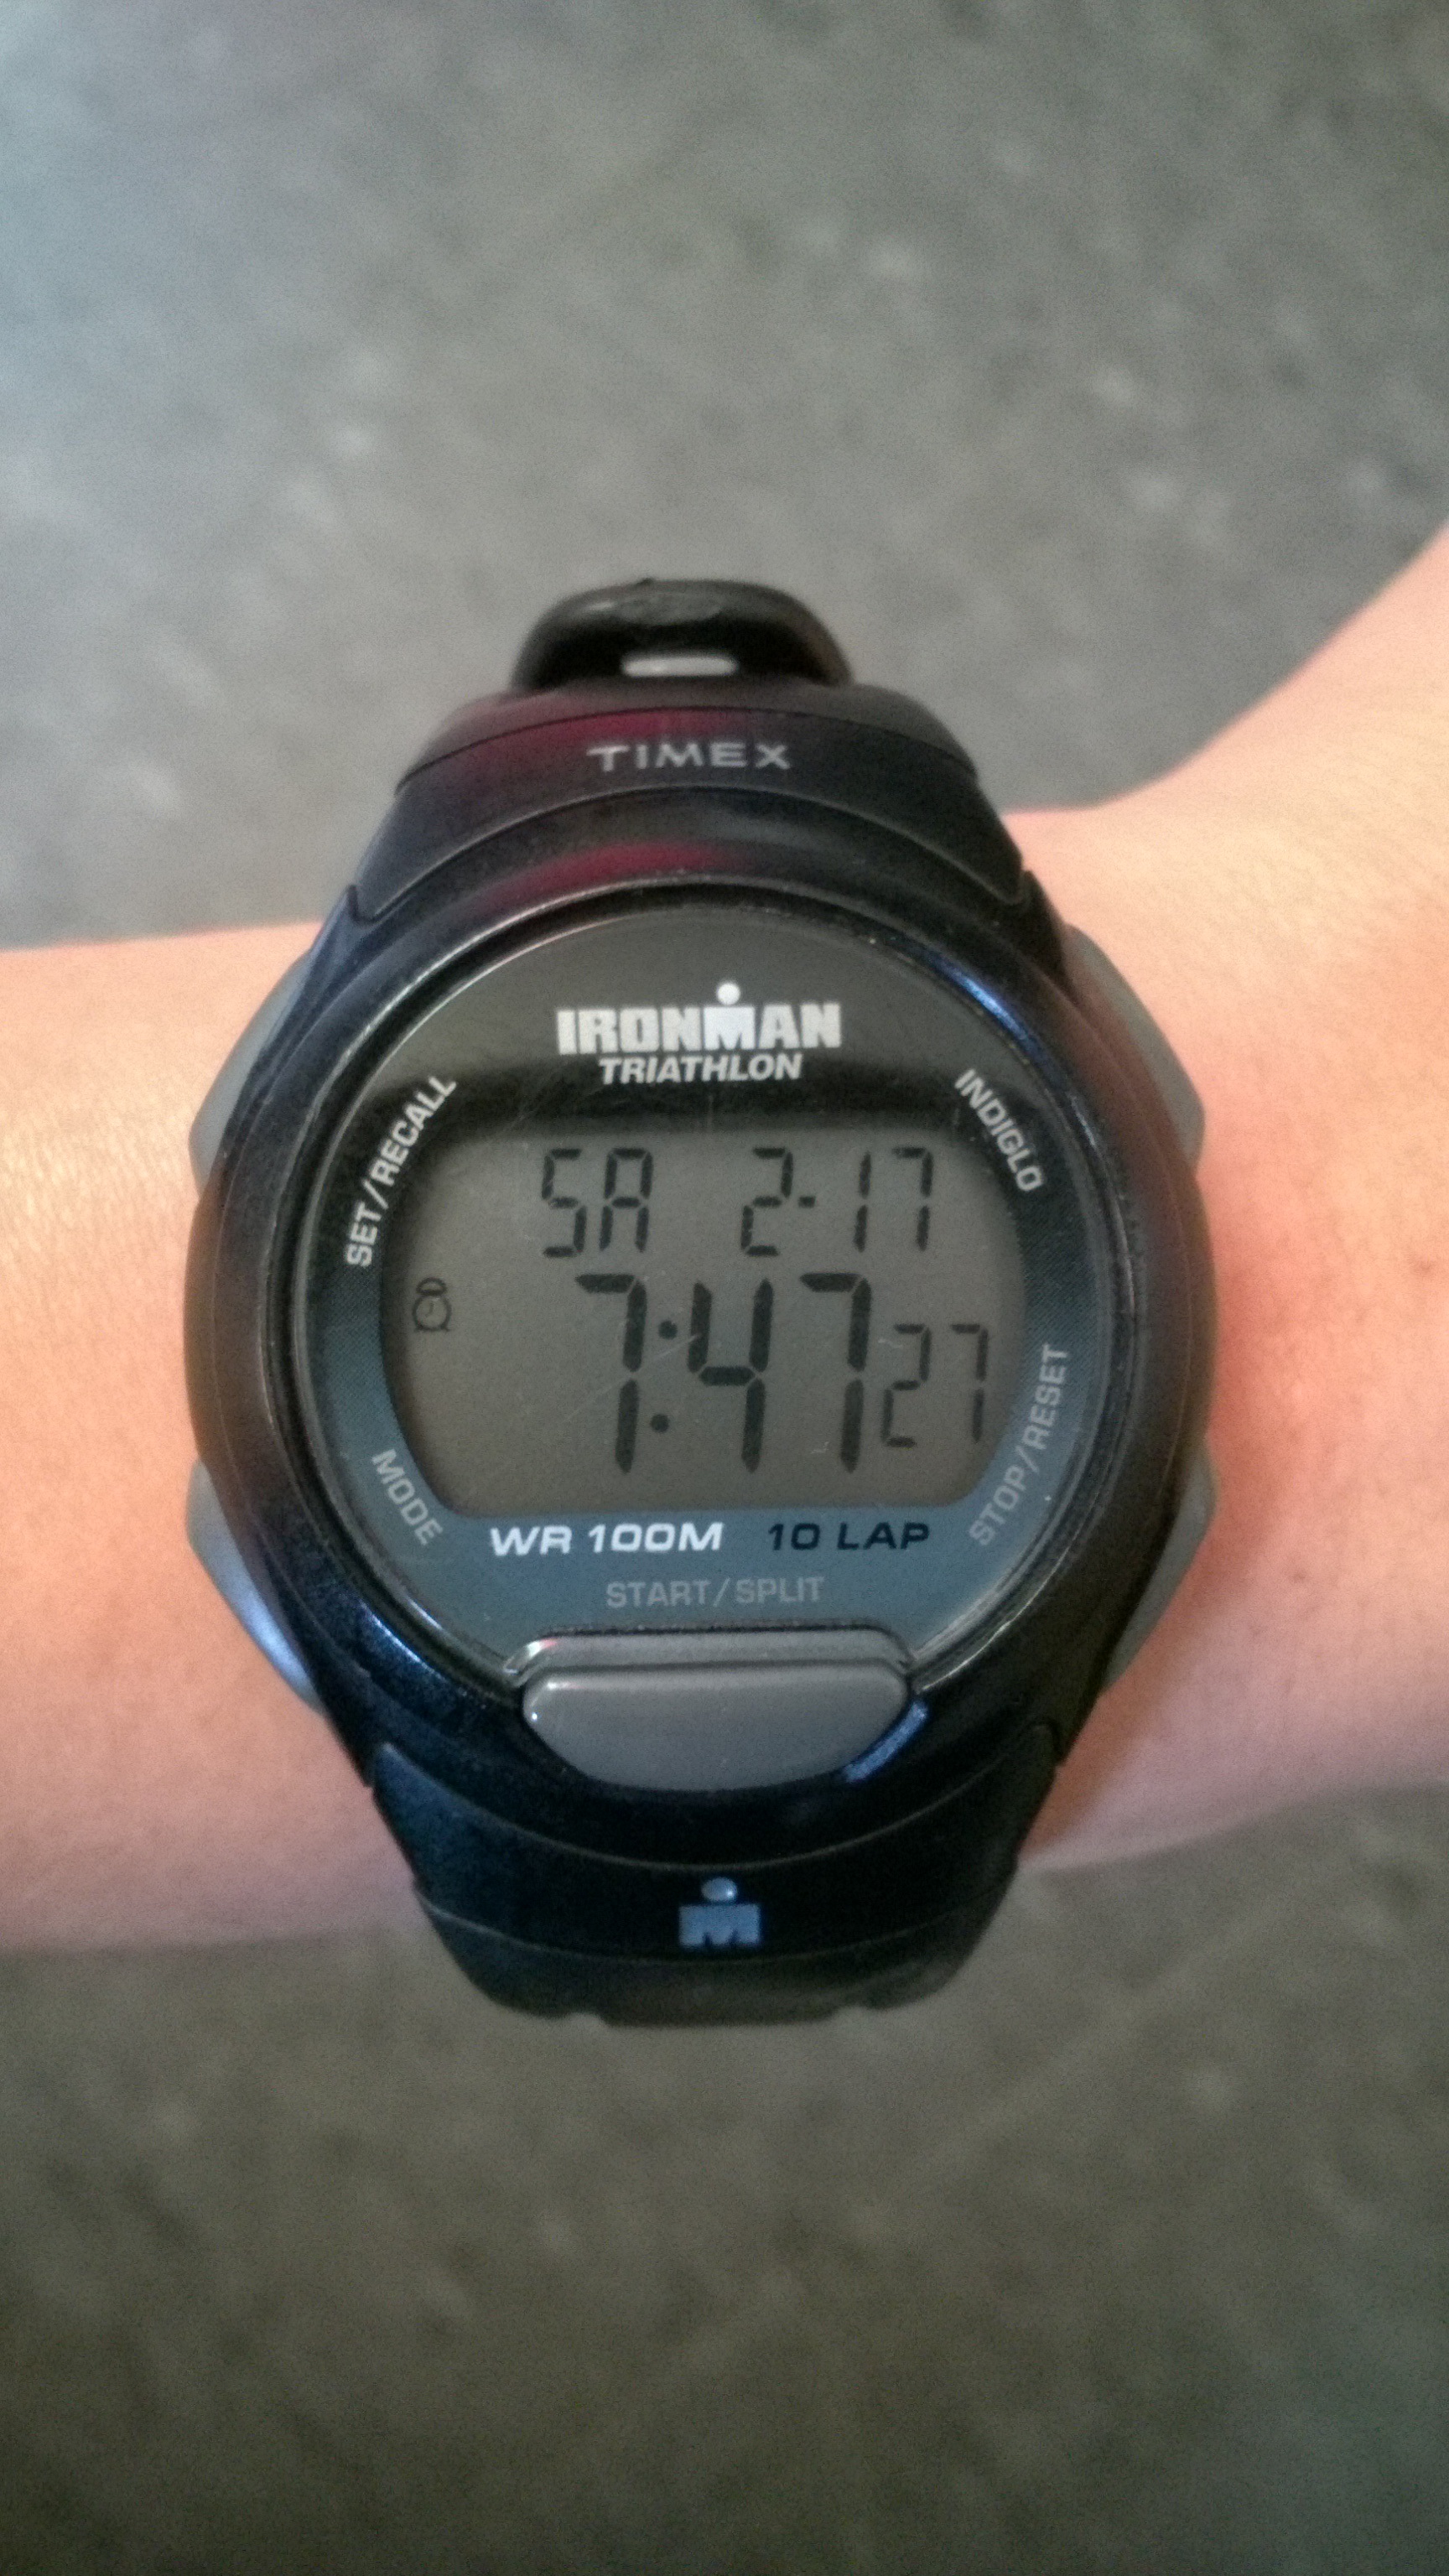 TIMEX
IRONMAN
TRIATHLON
SET/RECALL
INDIGLO
SA 2-17
7:47 27
MODE
STOP/RESET
WR 100M 10 LAP
START/SPLIT